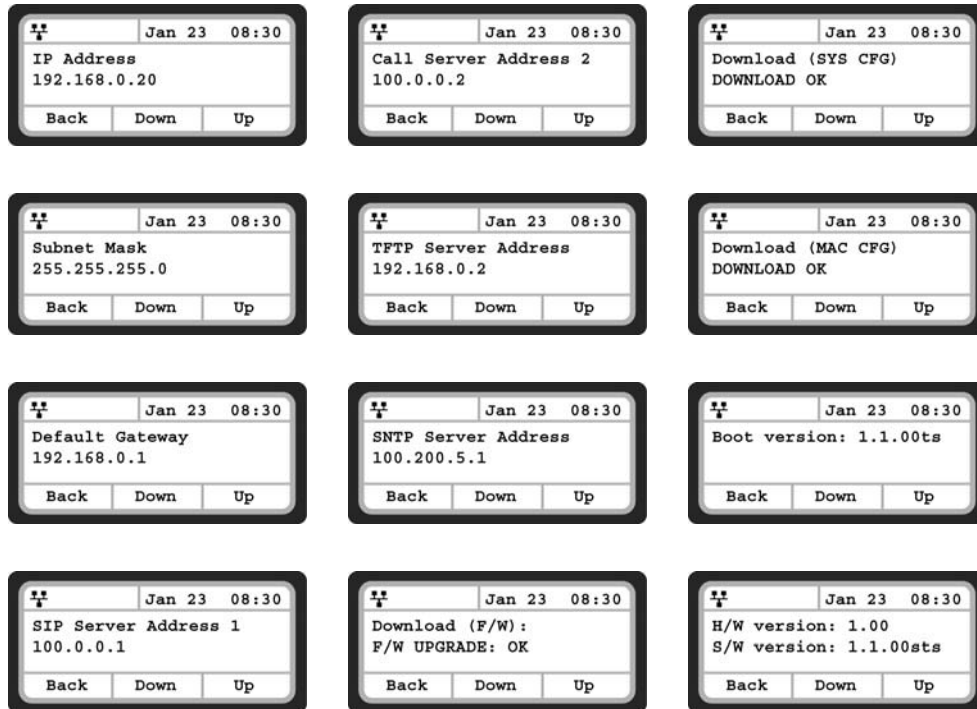 Jan 23 08:30
IP Address
192.168.0.20
Back Down Up
Jan 23 08:30
Subnet Mask
255.255.255.0
Back Down Up
Jan 23 08:30
Default Gateway
192.168.0.1
Back Down Up
Jan 23 08:30
SIP Server Address 1
100.0.0.1
Back Down Up
Jan 23 08:30
Call Server Address 2
100.0.0.2
Back Down Up
Jan 23 08:30
TFTP Server Address
192.168.0.2
Back Down Up
Jan 23 08:30
SNTP Server Address
100.200.5.1
Back Down Up
Jan 23 08:30
Download (F/W):
F/W UPGRADE: OK
Back Down Up
Jan 23 08:30
Download (SYS CFG)
DOWNLOAD OK
Back Down Up
Jan 23 08:30
Download (MAC CFG)
DOWNLOAD OK
Back Down Up
Jan 23 08:30
Boot version: 1.1.00ts
Back Down Up
Jan 23 08:30
H/W version: 1.00
S/W version: 1.1.00sts
Back Down Up